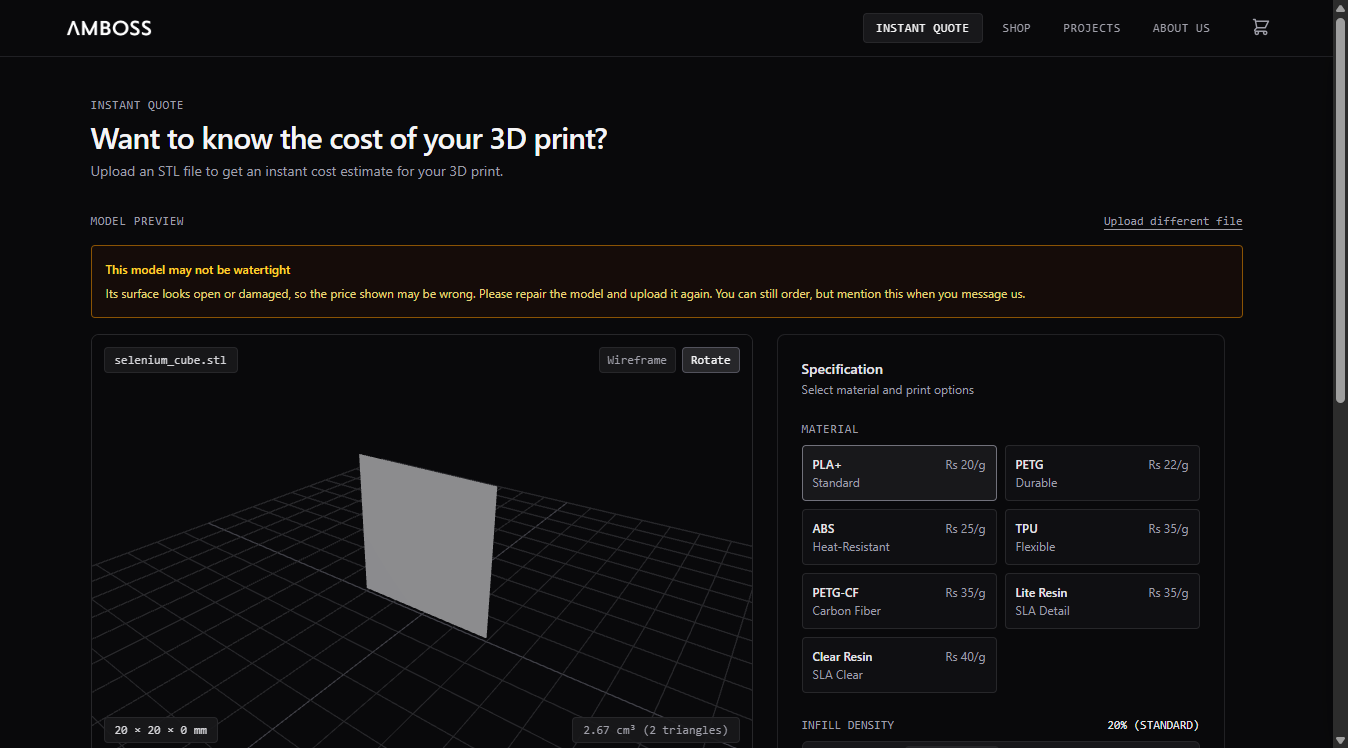 AMBOSS
INSTANT QUOTE
SHOP
PROJECTS
ABOUT US
INSTANT QUOTE
Want to know the cost of your 3D print?
Upload an STL file to get an instant cost estimate for your 3D print.
MODEL PREVIEW
Upload different file
This model may not be watertight
Its surface looks open or damaged, so the price shown may be wrong. Please repair the model and upload it again. You can still order, but mention this when you message us.
selenium_cube.stl
Wireframe
Rotate
20 × 20 × 0 mm
2.67 cm³ (2 triangles)
Specification
Select material and print options
MATERIAL
PLA+ Rs 20/g
Standard
PETG Rs 22/g
Durable
ABS Rs 25/g
Heat-Resistant
TPU Rs 35/g
Flexible
PETG-CF Rs 35/g
Carbon Fiber
Lite Resin Rs 35/g
SLA Detail
Clear Resin Rs 40/g
SLA Clear
INFILL DENSITY
20% (STANDARD)